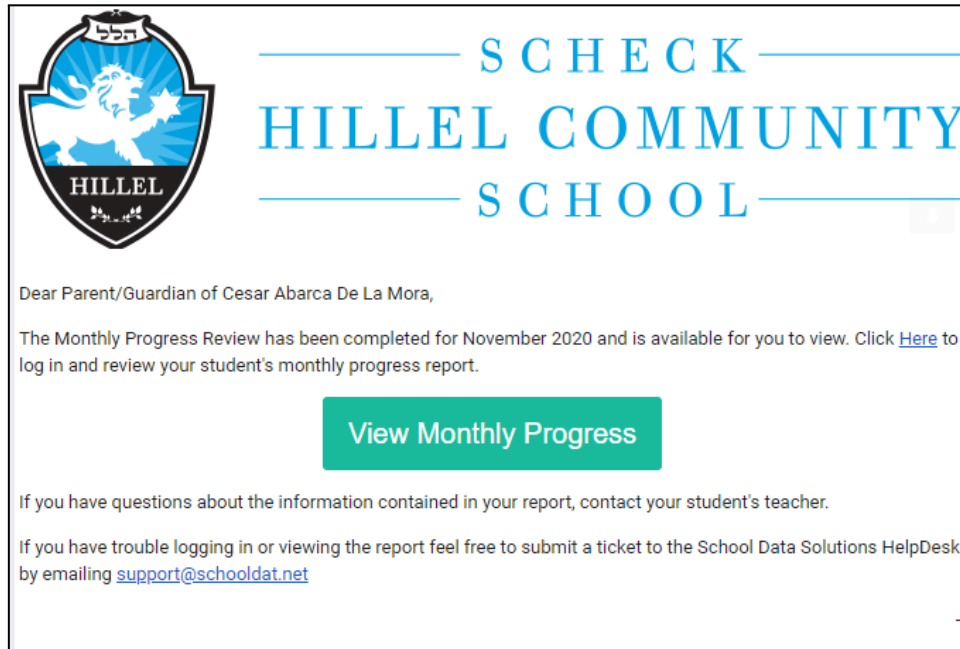 הלל
HILLEL
SCHECK
HILLEL COMMUNITY
SCHOOL
Dear Parent/Guardian of Cesar Abarca De La Mora,
The Monthly Progress Review has been completed for November 2020 and is available for you to view. Click Here to
log in and review your student's monthly progress report.
View Monthly Progress
If you have questions about the information contained in your report, contact your student's teacher.
If you have trouble logging in or viewing the report feel free to submit a ticket to the School Data Solutions HelpDesk
by emailing support@schooldat.net